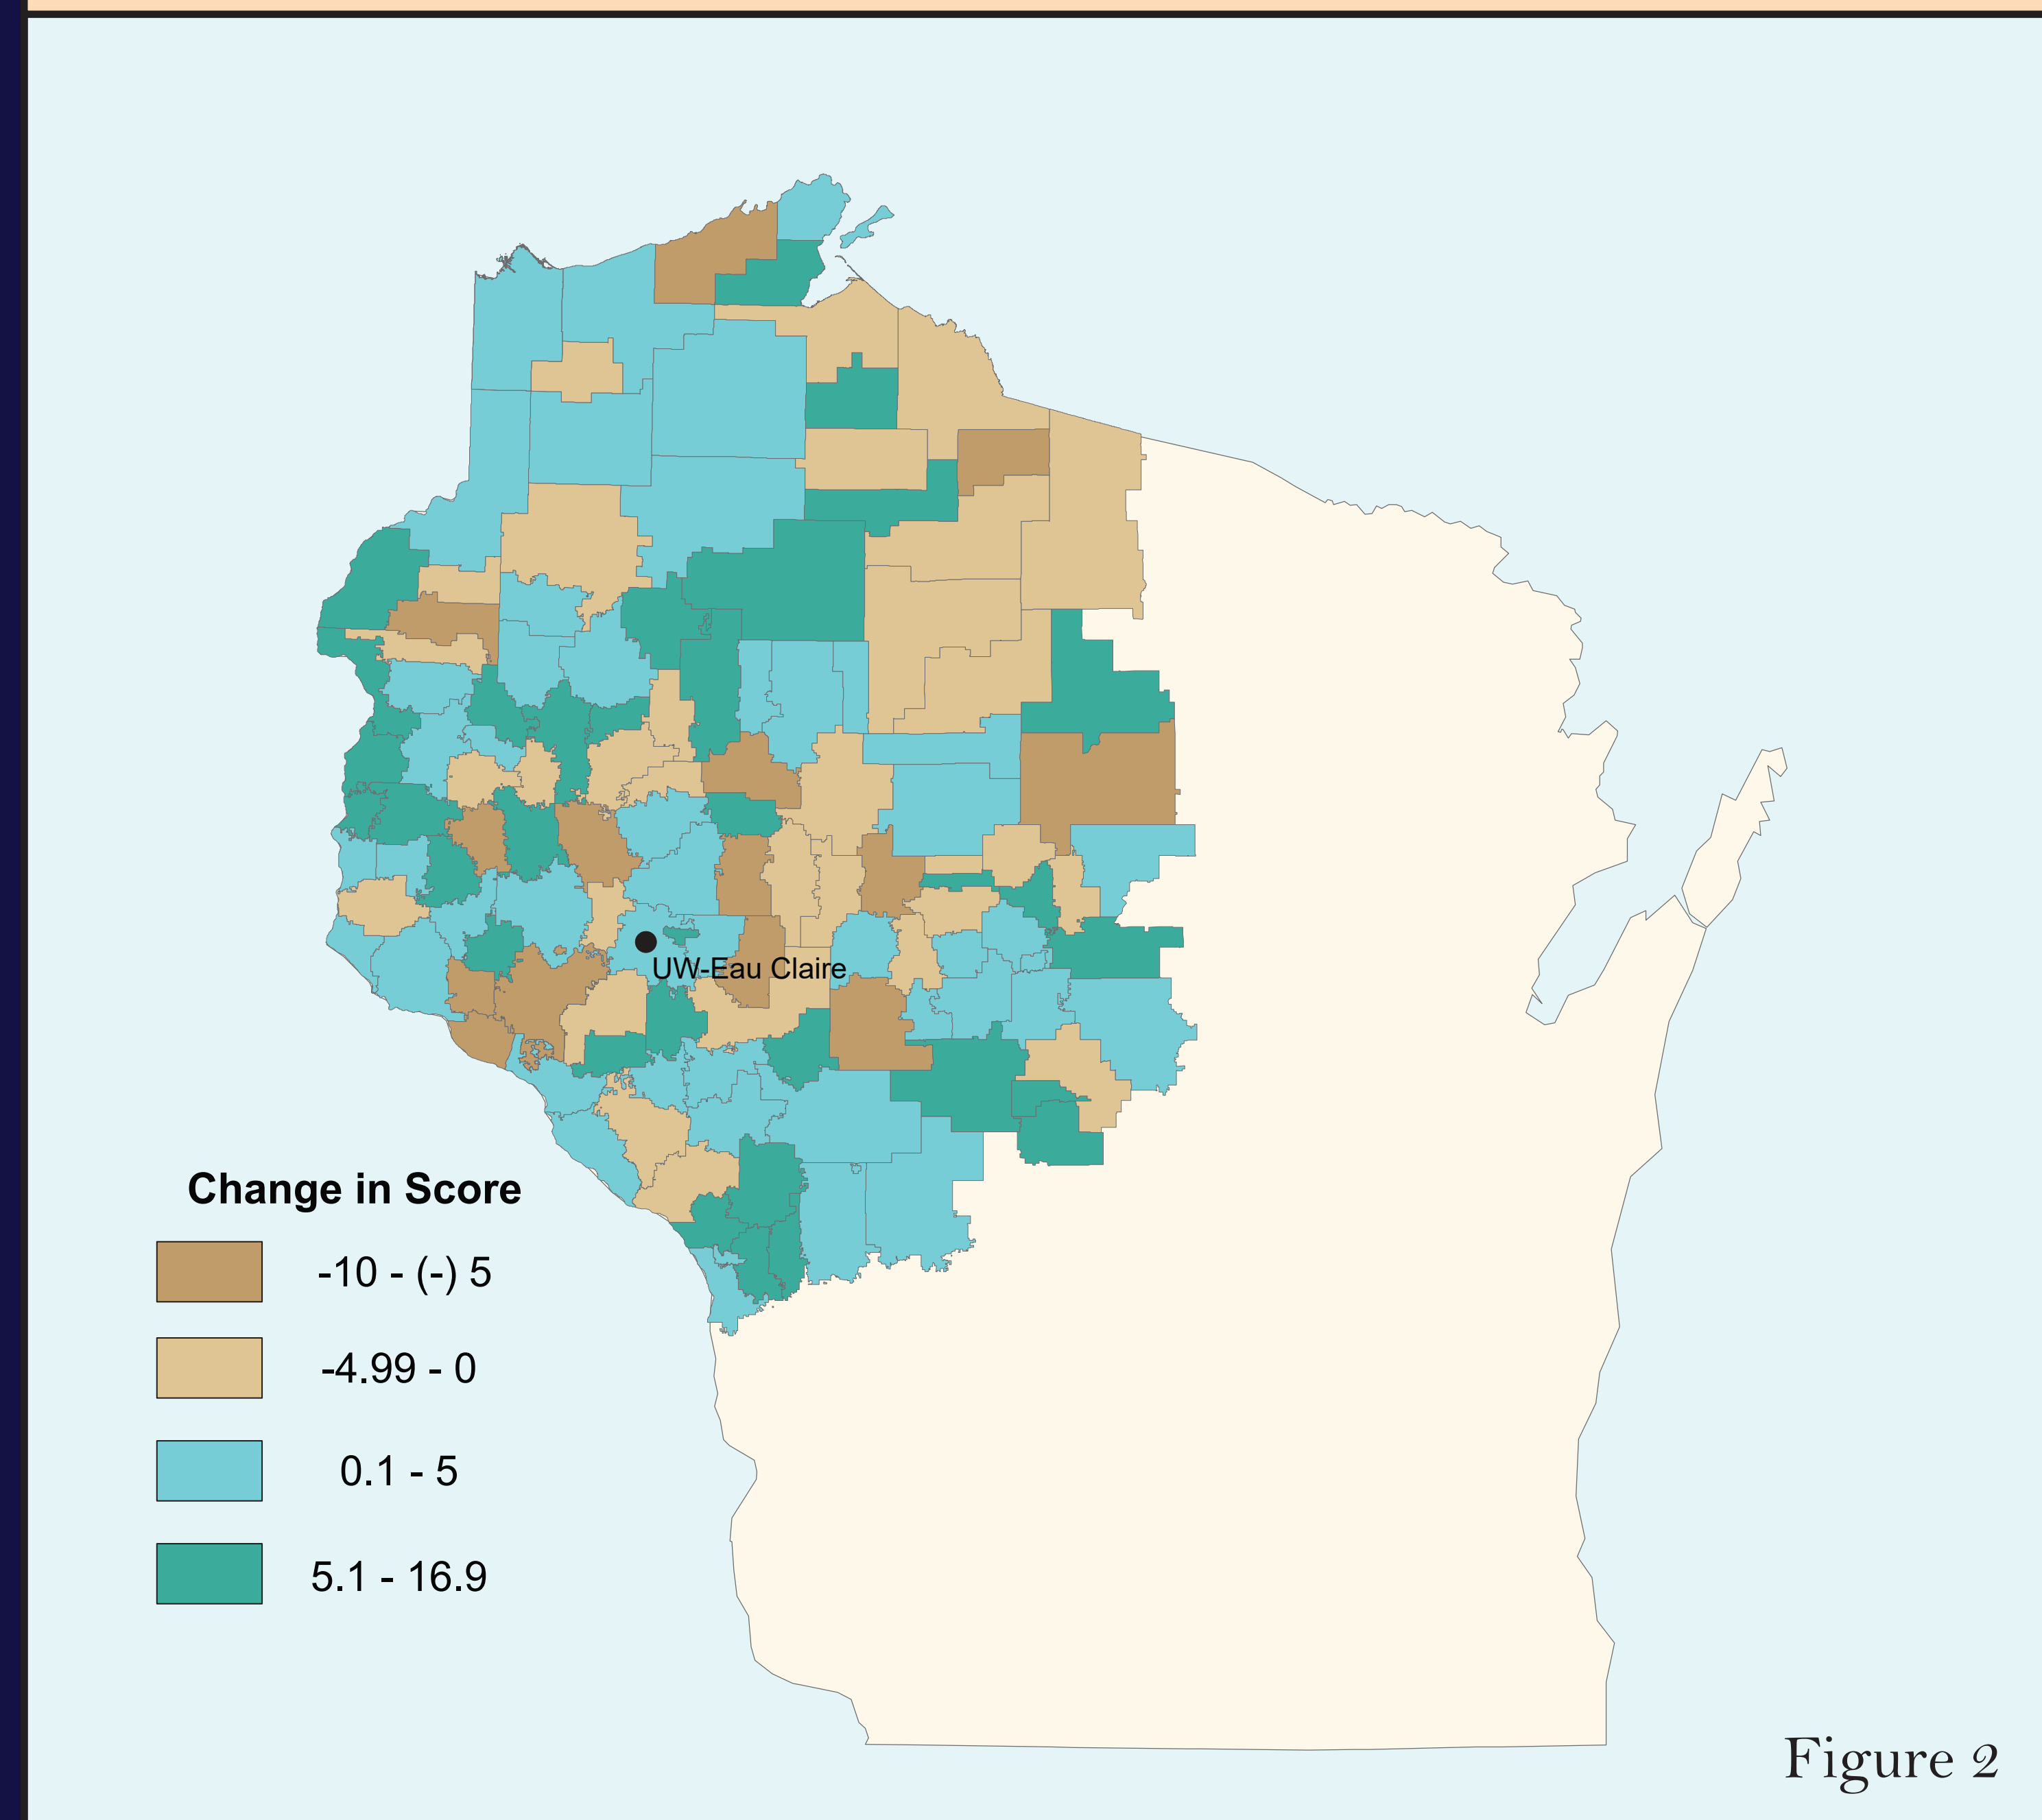 UW-Eau Claire
Change in Score
-10 - (-) 5
-4.99 - 0
0.1 - 5
5.1 - 16.9
Figure 2